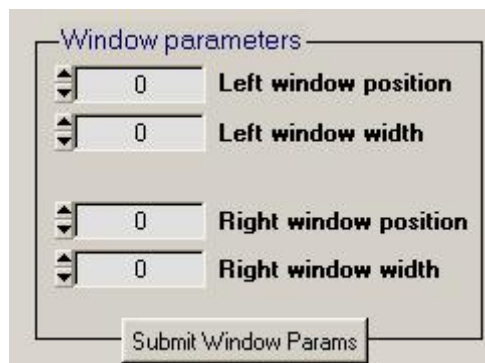 Window parameters
0 Left window position
0 Left window width
0 Right window position
0 Right window width
Submit Window Params